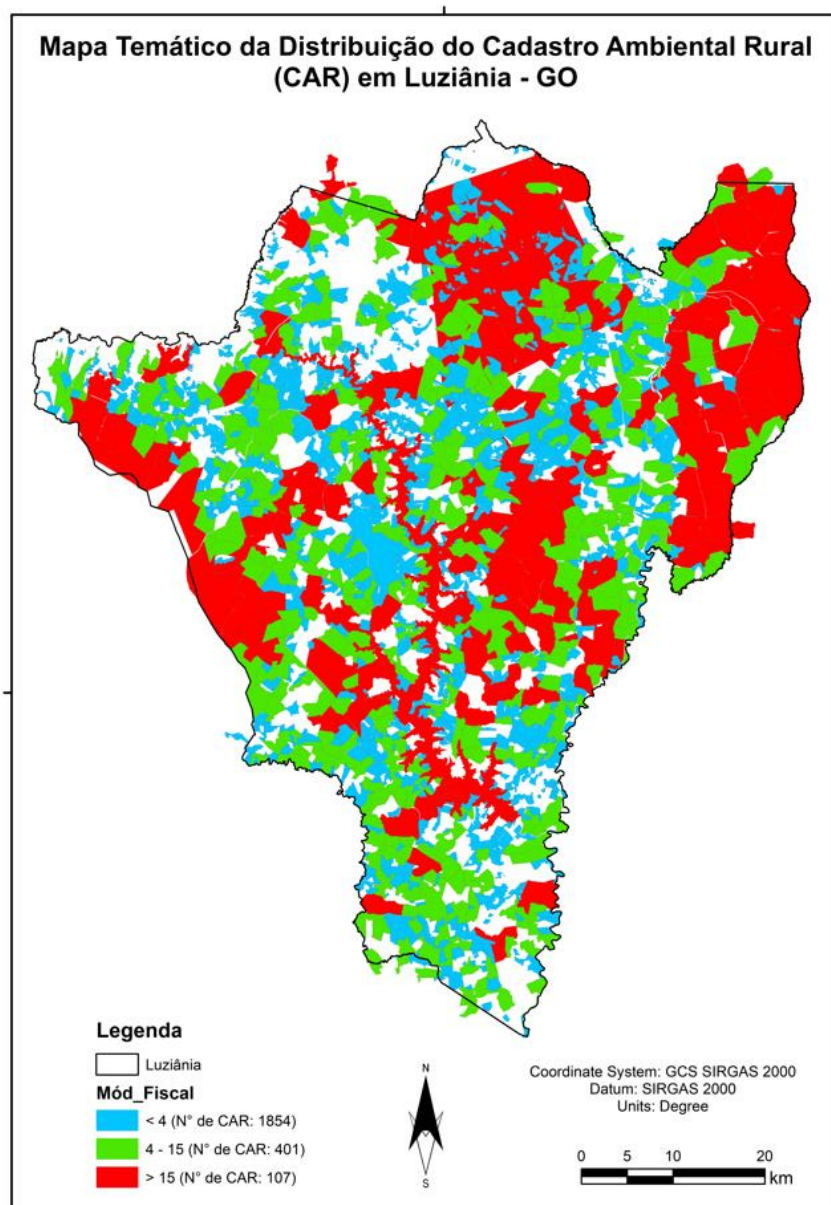 Mapa Temático da Distribuição do Cadastro Ambiental Rural
(CAR) em Luziânia - GO
Legenda
Luziânia
Mód_Fiscal
< 4 (N° de CAR: 1854)
4 - 15 (N° de CAR: 401)
> 15 (N° de CAR: 107)
N
S
Coordinate System: GCS SIRGAS 2000
Datum: SIRGAS 2000
Units: Degree
0 5 10 20
km